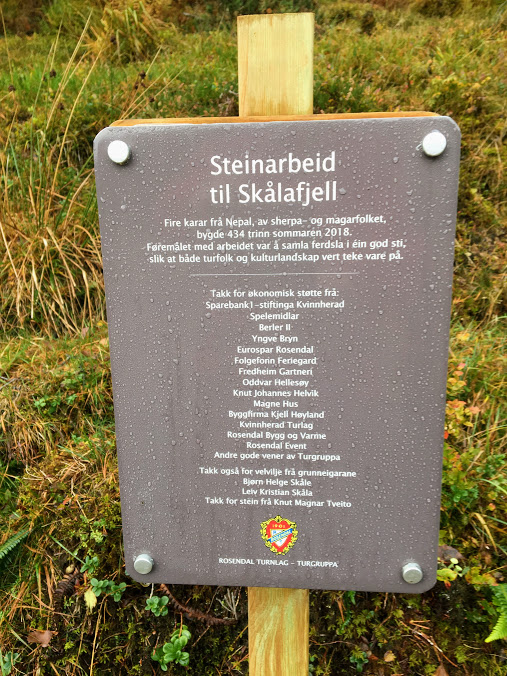 Steinarbeid
til Skålafjell
Fire karar frå Nepal, av sherpa- og magarfolket,
bygde 434 trinn sommaren 2018.
Føremålet med arbeidet var å samla ferdsla i éin god sti,
slik at både turfolk og kulturlandskap vert teke vare på.
Takk for økonomisk støtte frå:
Sparebank1-stiftinga Kvinnherad
Spelemidlar
Berler II
Yngve Bryn
Eurospar Rosendal
Folgefonn Feriegard
Fredheim Gartneri
Oddvar Hellesøy
Knut Johannes Helvik
Magne Hus
Byggfirma Kjell Høyland
Kvinnherad Turlag
Rosendal Bygg og Varme
Rosendal Event
Andre gode vener av Turgruppa
Takk også for velvilje frå grunneigarane
Bjørn Helge Skåle
Leiv Kristian Skåla
Takk for stein frå Knut Magnar Tveito
ROSENDAL TURNLAG - TURGRUPPA